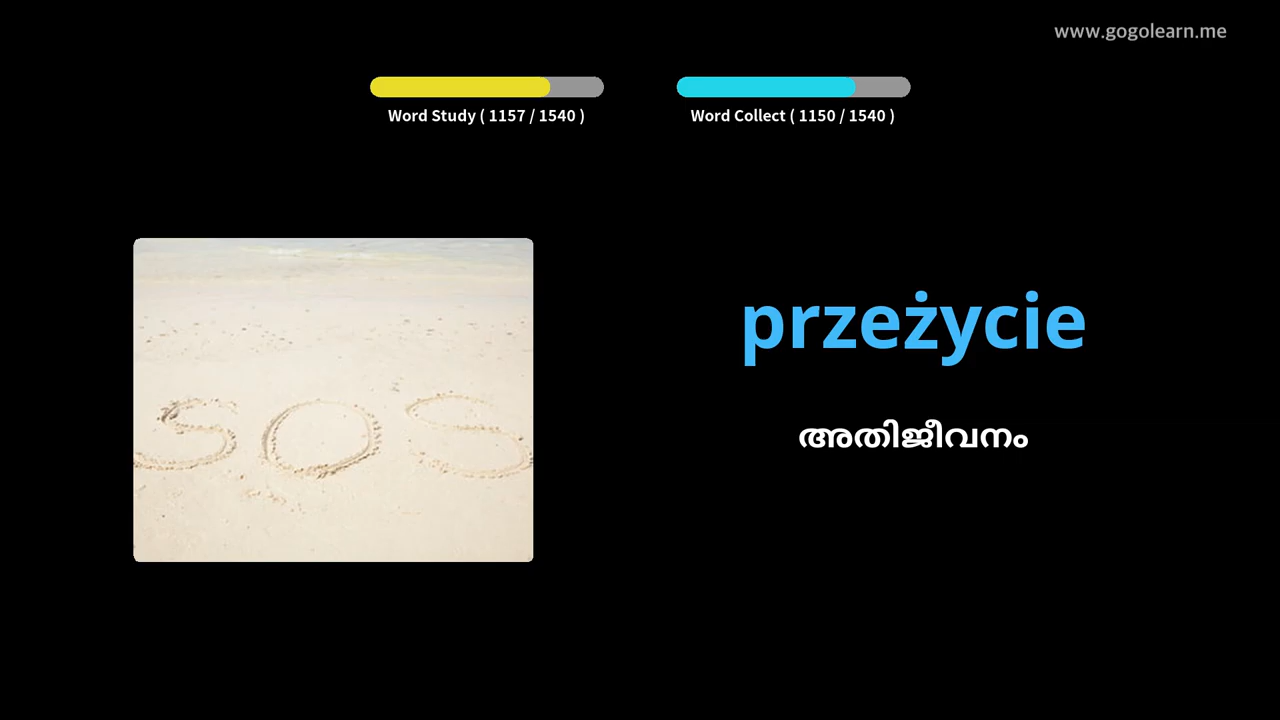 www.gogolearn.me
Word Study ( 1157 / 1540 )
Word Collect ( 1150 / 1540 )
SOS
przeżycie
അതിജീവനം